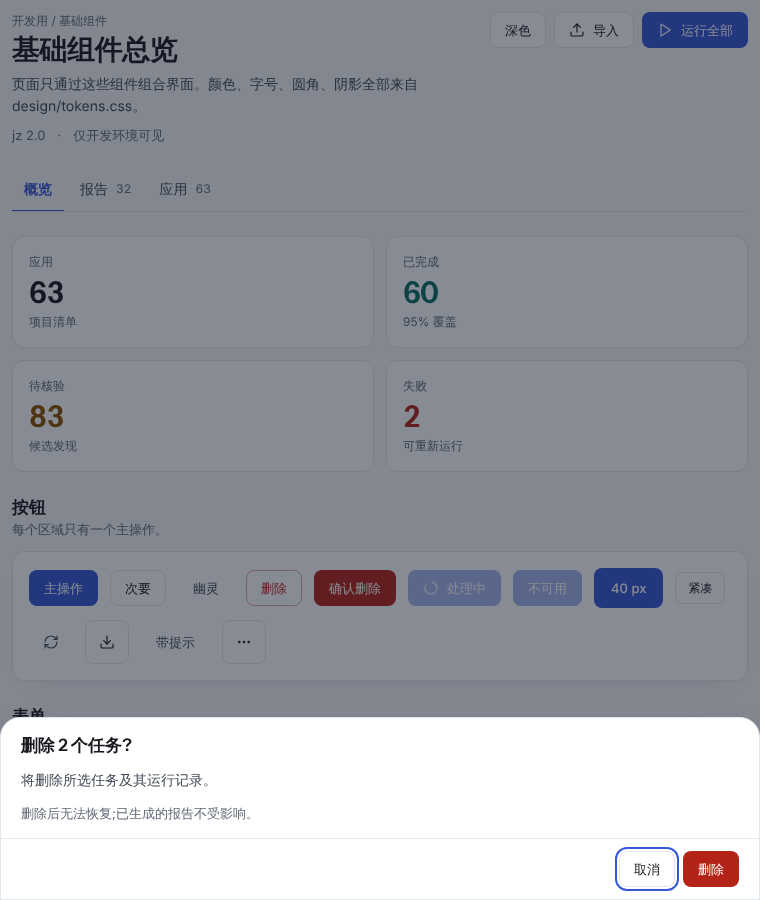 开发用 / 基础组件
基础组件总览
深色
导入
运行全部
页面只通过这些组件组合界面。颜色、字号、圆角、阴影全部来自
design/tokens.css。
jz 2.0 · 仅开发环境可见
概览 报告 32 应用 63
应用
63
项目清单
已完成
60
95% 覆盖
待核验
83
候选发现
失败
2
可重新运行
按钮
每个区域只有一个主操作。
主操作 次要 幽灵 删除 确认删除 处理中 不可用 40 px 紧凑
带提示
表单
删除 2 个任务?
将删除所选任务及其运行记录。
删除后无法恢复;已生成的报告不受影响。
取消 删除